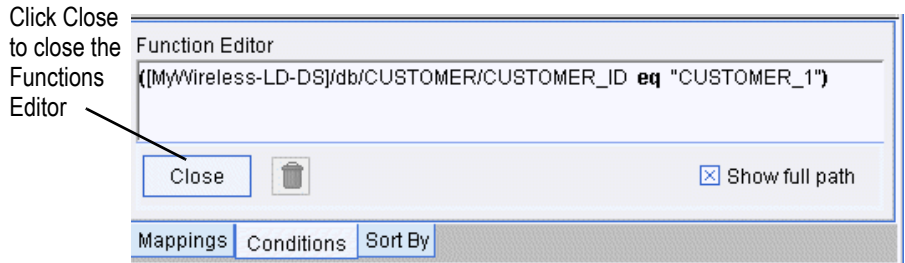 Click Close
to close the
Functions
Editor
Function Editor
([MyWireless-LD-DS]/db/CUSTOMER/CUSTOMER_ID eq "CUSTOMER_1")
Close
Show full path
Mappings Conditions Sort By